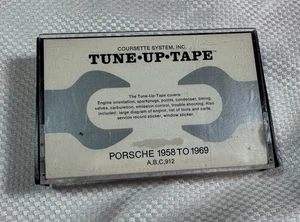 COURSETTE SYSTEM, INC.
TUNE•UP•TAPE™
The Tune-Up-Tape covers
Engine orientation, sparkplugs, points, condenser, timing,
valves, carburetion, emission control, trouble shooting. Also
included: large diagram of engine, list of tools and parts,
service record sticker, window sticker.
PORSCHE 1958 TO 1969
A,B,C,912